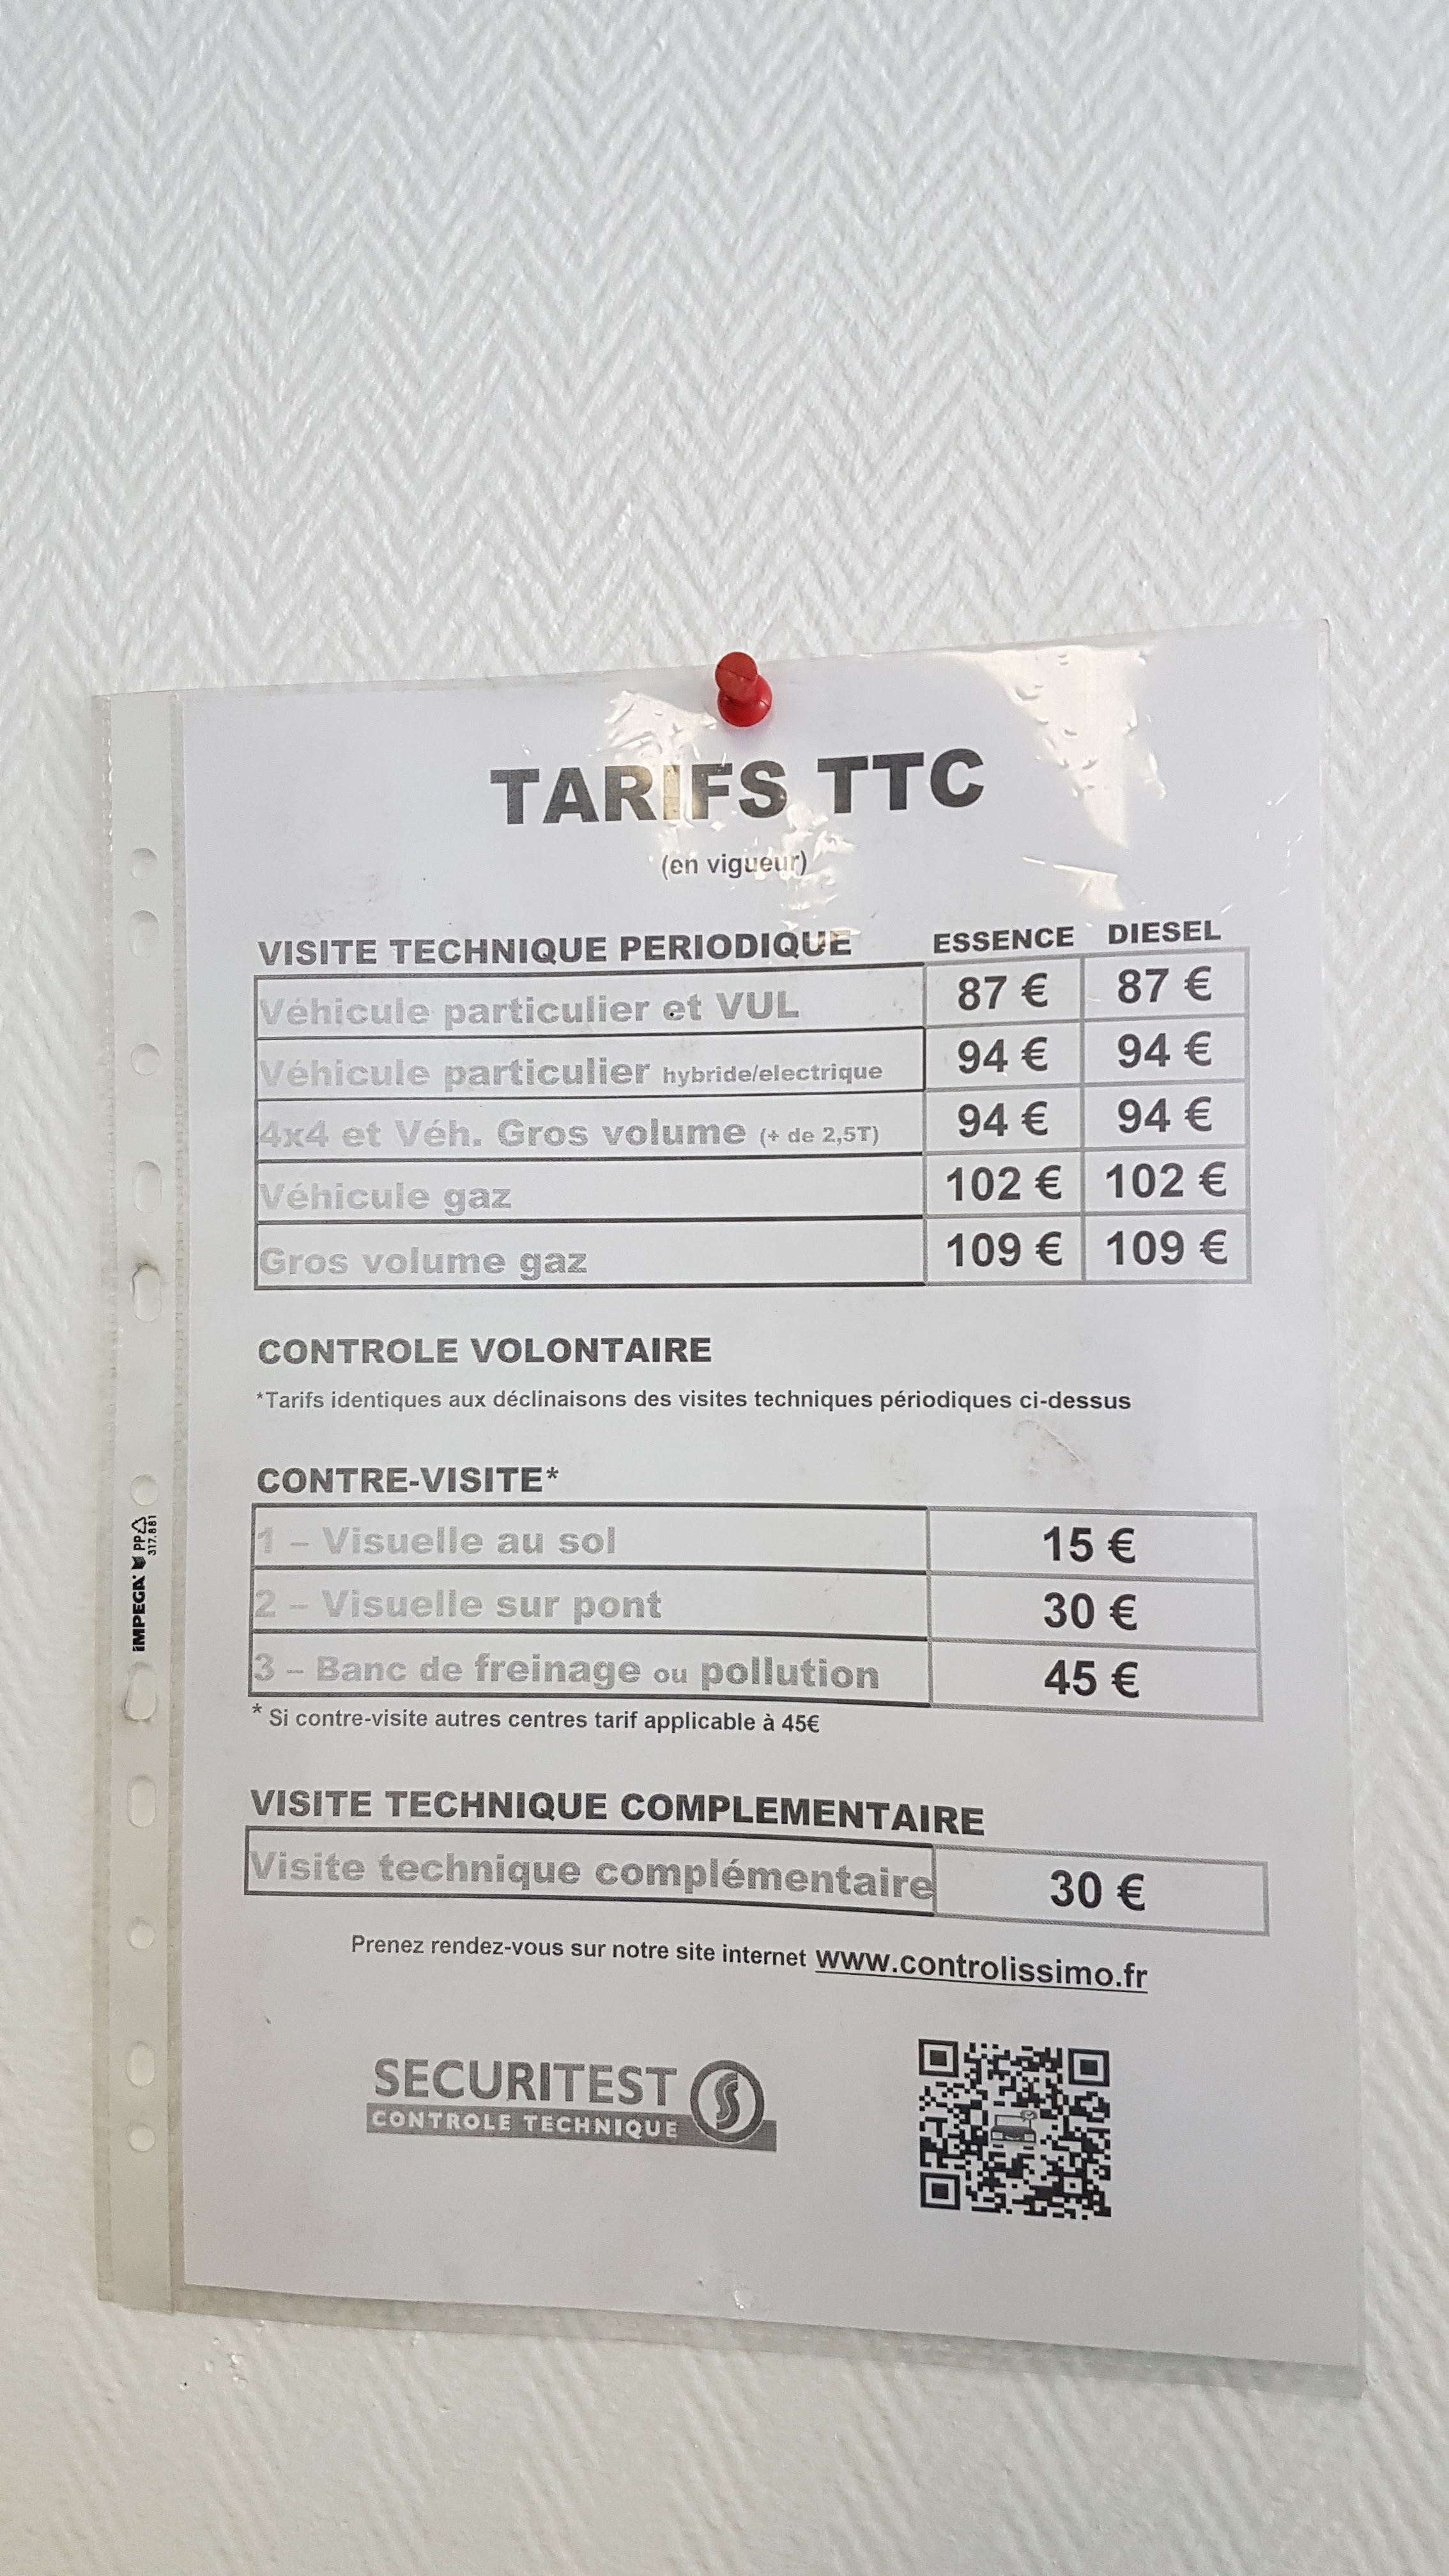 TARIFS TTC
(en vigueur)
VISITE TECHNIQUE PERIODIQUE ESSENCE DIESEL
Véhicule particulier et VUL 87 € 87 €
Véhicule particulier hybride/electrique 94 € 94 €
4x4 et Véh. Gros volume (+ de 2,5T) 94 € 94 €
Véhicule gaz 102 € 102 €
Gros volume gaz 109 € 109 €
CONTROLE VOLONTAIRE
*Tarifs identiques aux déclinaisons des visites techniques périodiques ci-dessus
CONTRE-VISITE*
1 – Visuelle au sol 15 €
2 – Visuelle sur pont 30 €
3 – Banc de freinage ou pollution 45 €
* Si contre-visite autres centres tarif applicable à 45€
VISITE TECHNIQUE COMPLEMENTAIRE
Visite technique complémentaire 30 €
Prenez rendez-vous sur notre site internet www.controlissimo.fr
SECURITEST
CONTROLE TECHNIQUE
IMPEGA PP
317.881